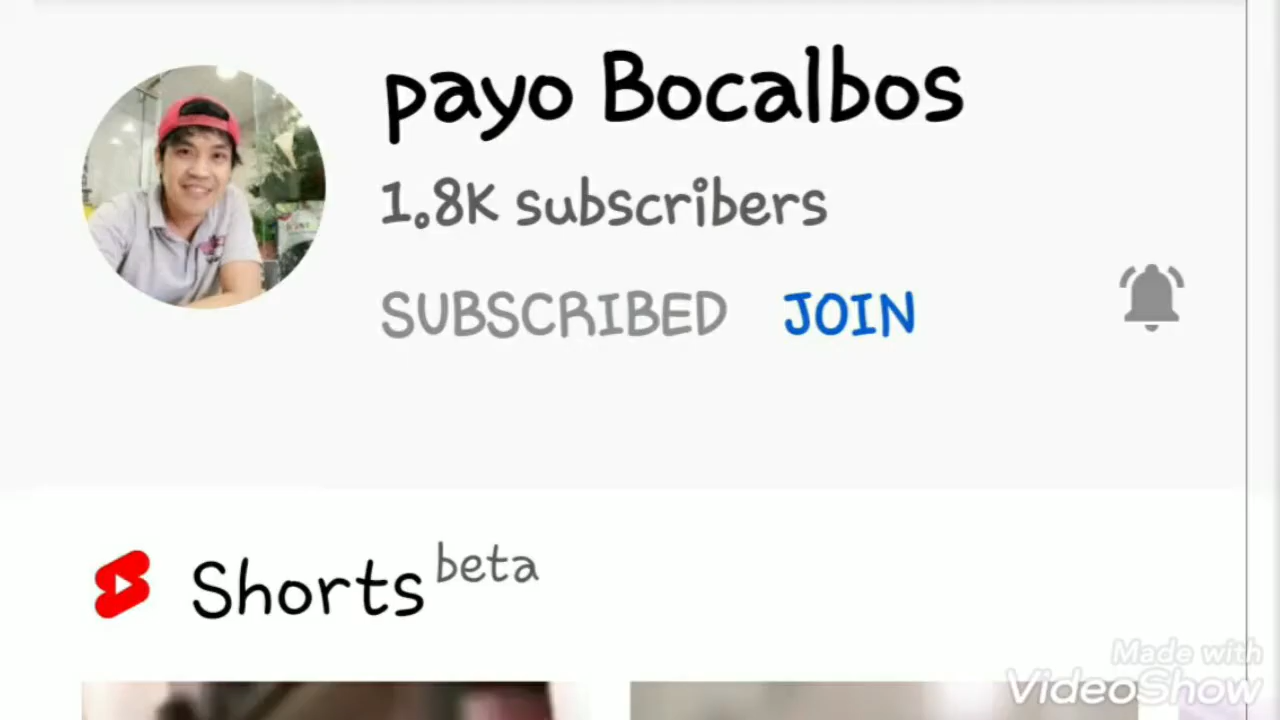 payo Bocalbos
1.8K subscribers
SUBSCRIBED JOIN
Shorts beta
Made with
VideoShow